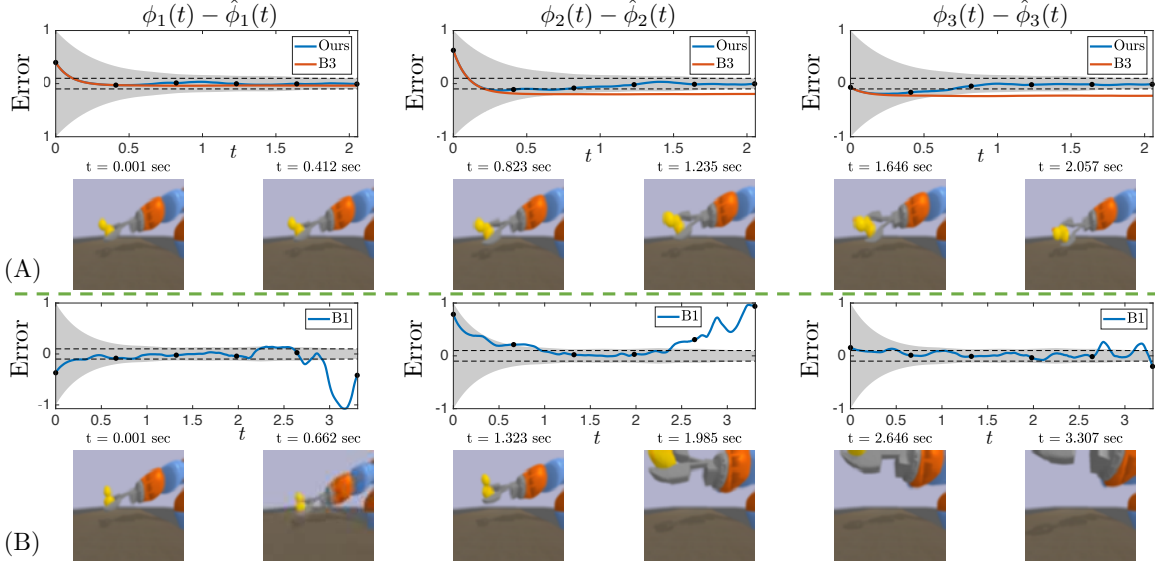 ϕ₁(t) − ϕ̂₁(t) ϕ₂(t) − ϕ̂₂(t) ϕ₃(t) − ϕ̂₃(t)
Error 1 0 1 0 0.5 1 1.5 2 t Ours B3
Error 1 0 -1 0 0.5 1 1.5 2 t Ours B3
Error 1 0 -1 0 0.5 1 1.5 2 t Ours B3
t = 0.001 sec t = 0.412 sec t = 0.823 sec t = 1.235 sec t = 1.646 sec t = 2.057 sec
(A)
Error 1 0 -1 0 0.5 1 1.5 2 2.5 3 t B1
Error 1 0 -1 0 0.5 1 1.5 2 2.5 3 t B1
Error 1 0 -1 0 0.5 1 1.5 2 2.5 3 t B1
t = 0.001 sec t = 0.662 sec t = 1.323 sec t = 1.985 sec t = 2.646 sec t = 3.307 sec
(B)